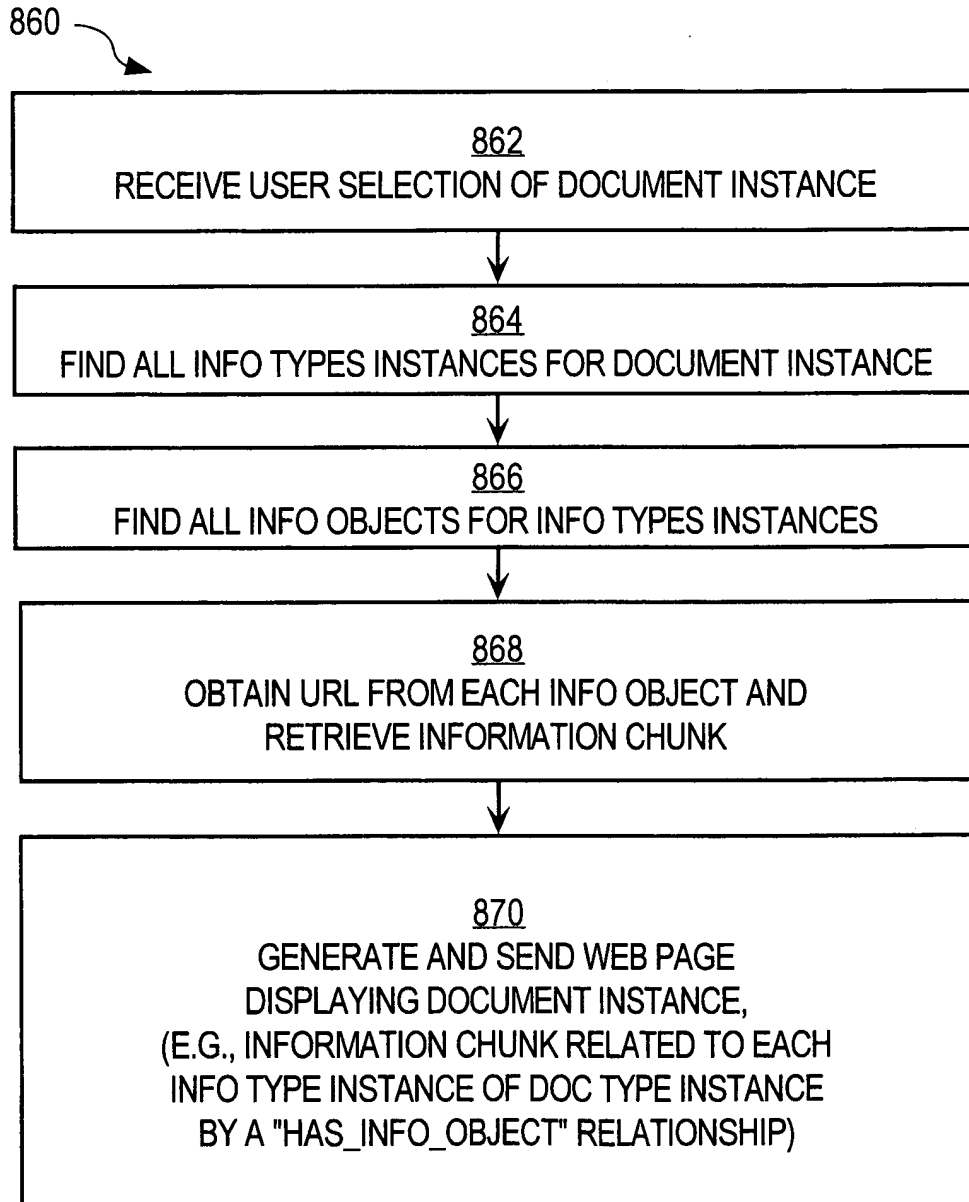 860
862
RECEIVE USER SELECTION OF DOCUMENT INSTANCE
864
FIND ALL INFO TYPES INSTANCES FOR DOCUMENT INSTANCE
866
FIND ALL INFO OBJECTS FOR INFO TYPES INSTANCES
868
OBTAIN URL FROM EACH INFO OBJECT AND
RETRIEVE INFORMATION CHUNK
870
GENERATE AND SEND WEB PAGE
DISPLAYING DOCUMENT INSTANCE,
(E.G., INFORMATION CHUNK RELATED TO EACH
INFO TYPE INSTANCE OF DOC TYPE INSTANCE
BY A "HAS_INFO_OBJECT" RELATIONSHIP)